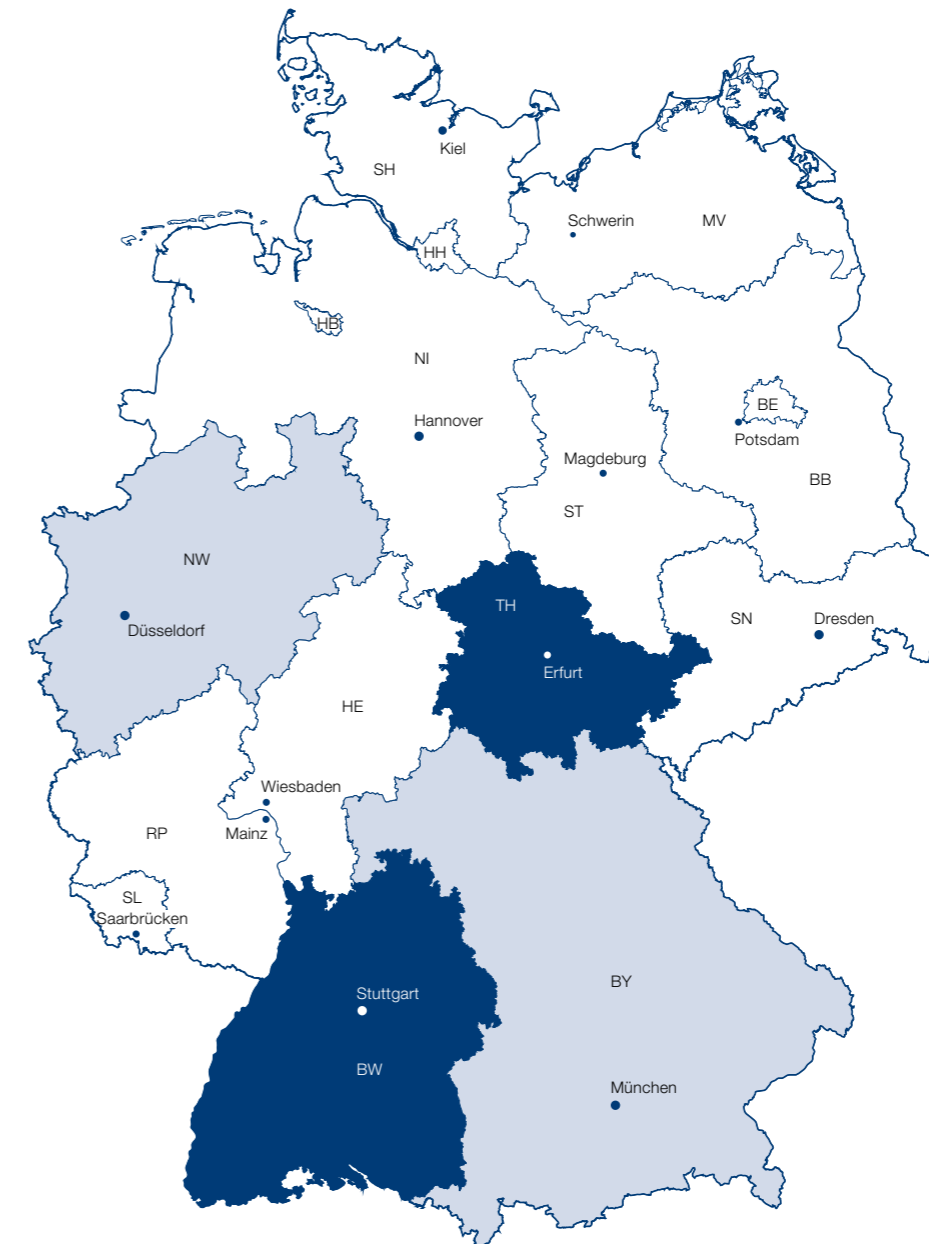 Kiel
SH
Schwerin
MV
HH
HB
NI
BE
Hannover
Potsdam
Magdeburg
BB
ST
NW
TH
SN
Dresden
Düsseldorf
Erfurt
HE
Wiesbaden
RP
Mainz
SL
Saarbrücken
BY
Stuttgart
BW
München